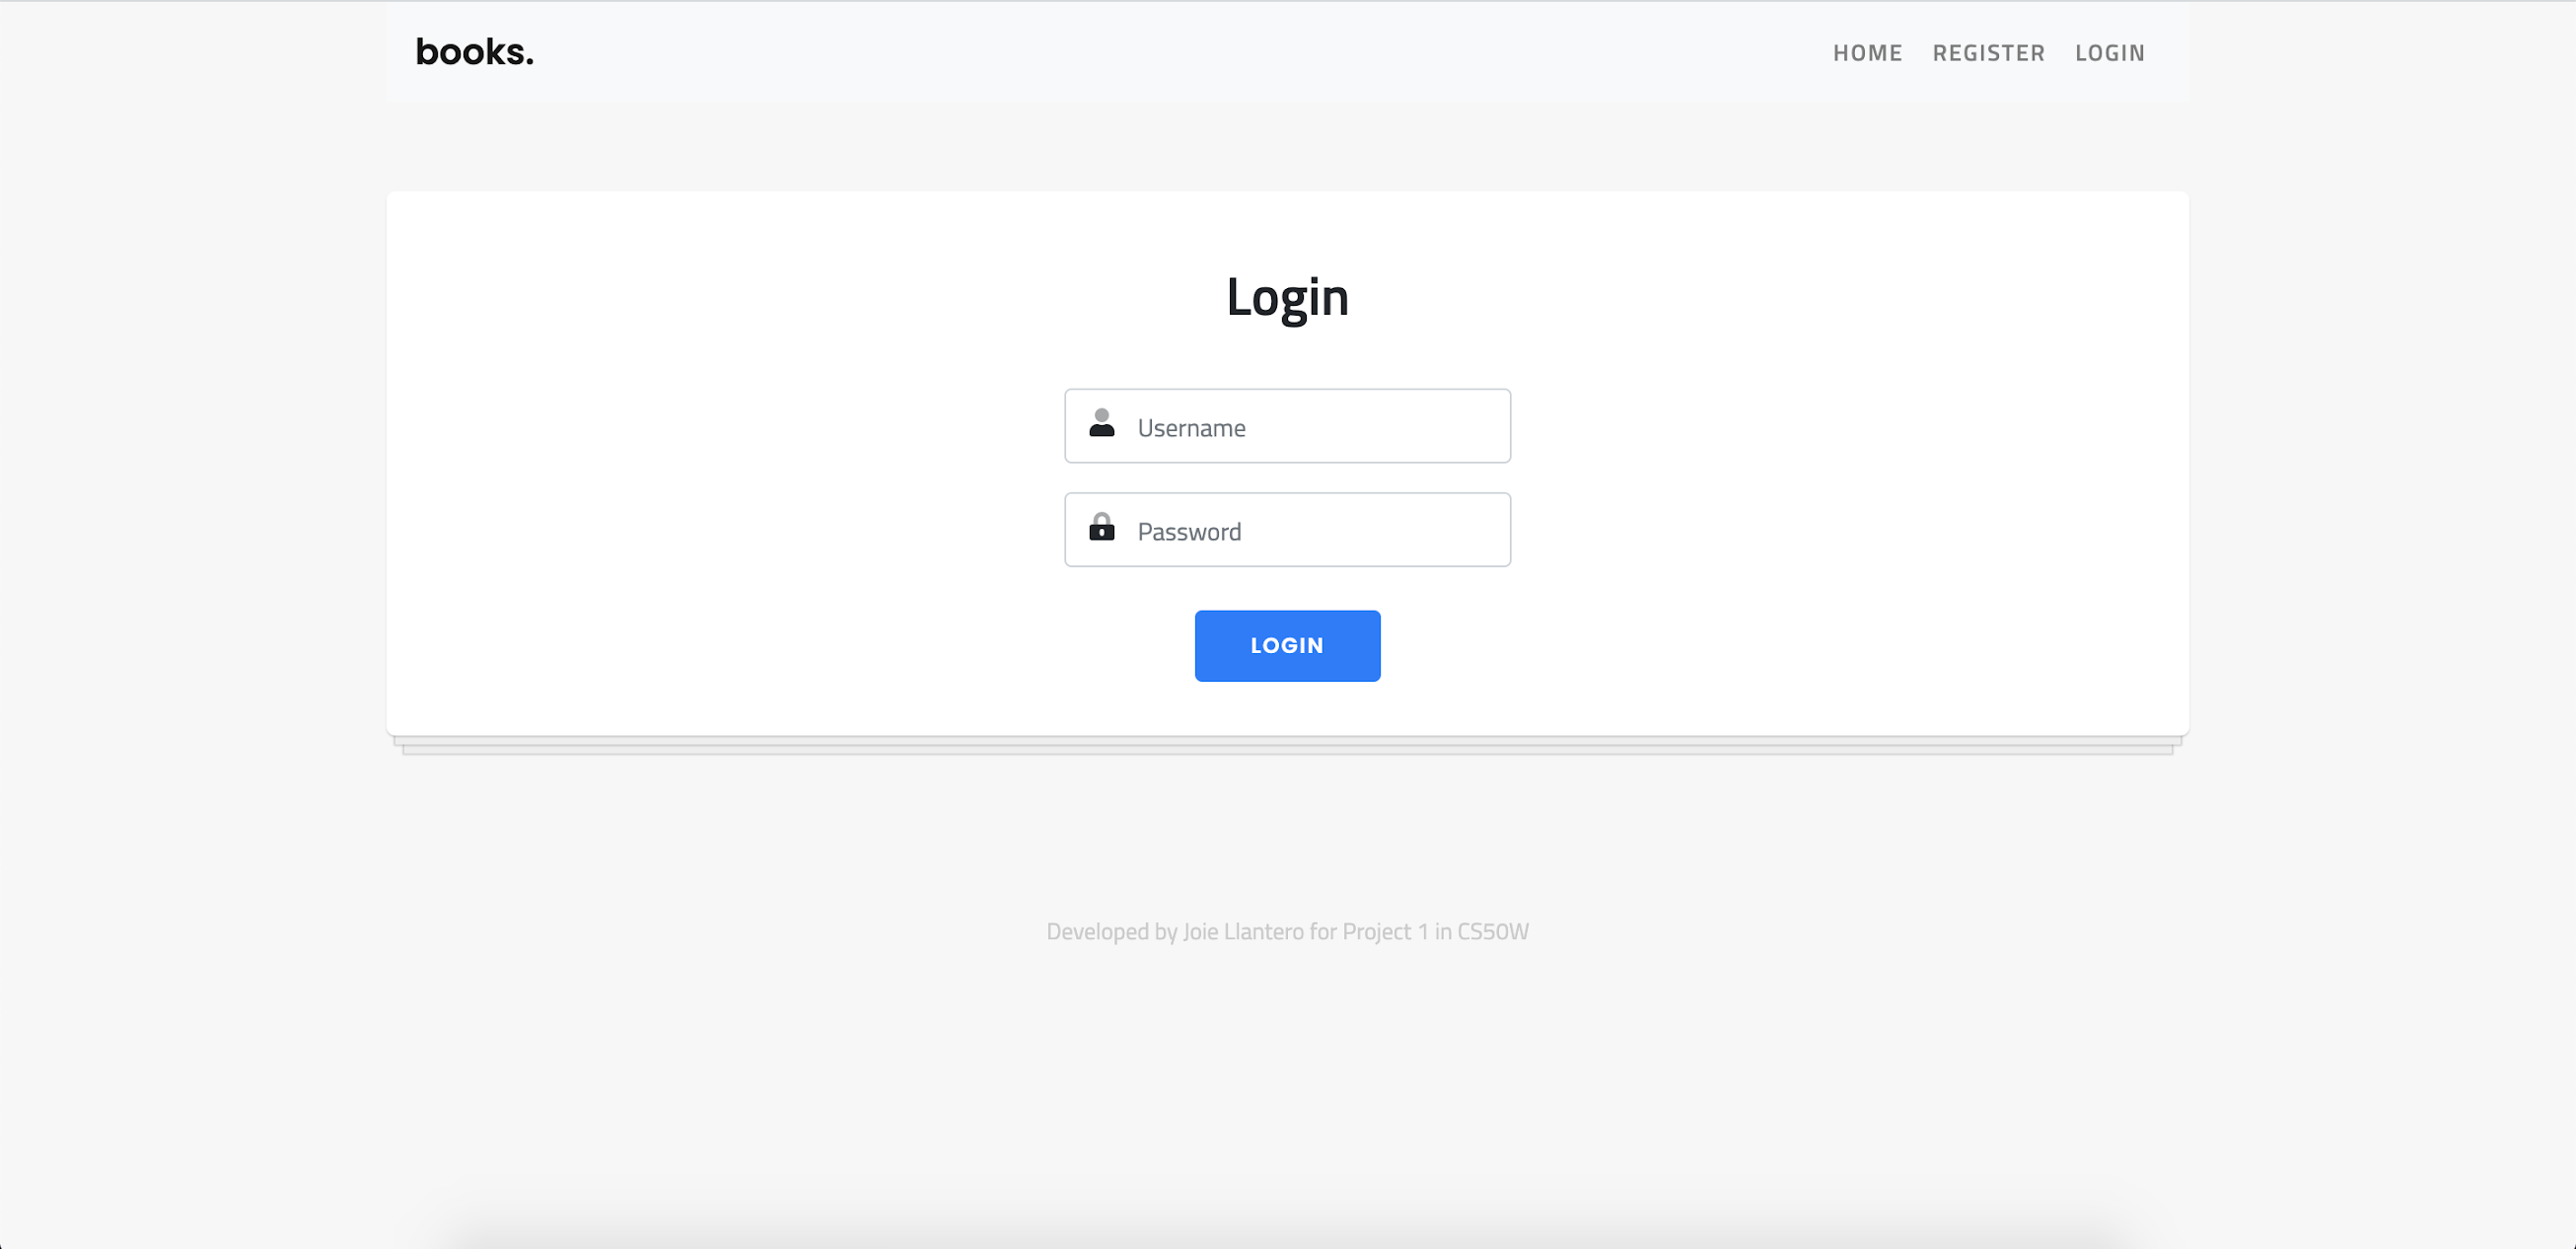 books.
HOME REGISTER LOGIN
Login
Username
Password
LOGIN
Developed by Joie Llantero for Project 1 in CS50W